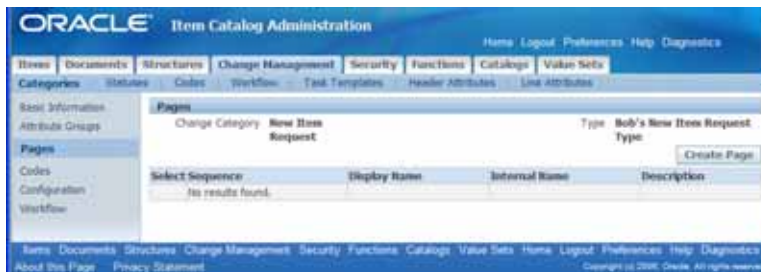 ORACLE Item Catalog Administration
Home Logout Preferences Help Diagnostics
Items Documents Structures Change Management Security Functions Catalogs Value Sets
Categories Statuses Codes Workflow Task Templates Header Attributes Line Attributes
Basic Information
Attribute Groups
Pages
Codes
Configuration
Workflow
Pages
Change Category New Item Request
Type Bob's New Item Request Type
Create Page
Select Sequence Display Name Internal Name Description
No results found.
Items Documents Structures Change Management Security Functions Catalogs Value Sets Home Logout Preferences Help Diagnostics
About this Page Privacy Statement
Copyright (c) 2006, Oracle. All rights reserved